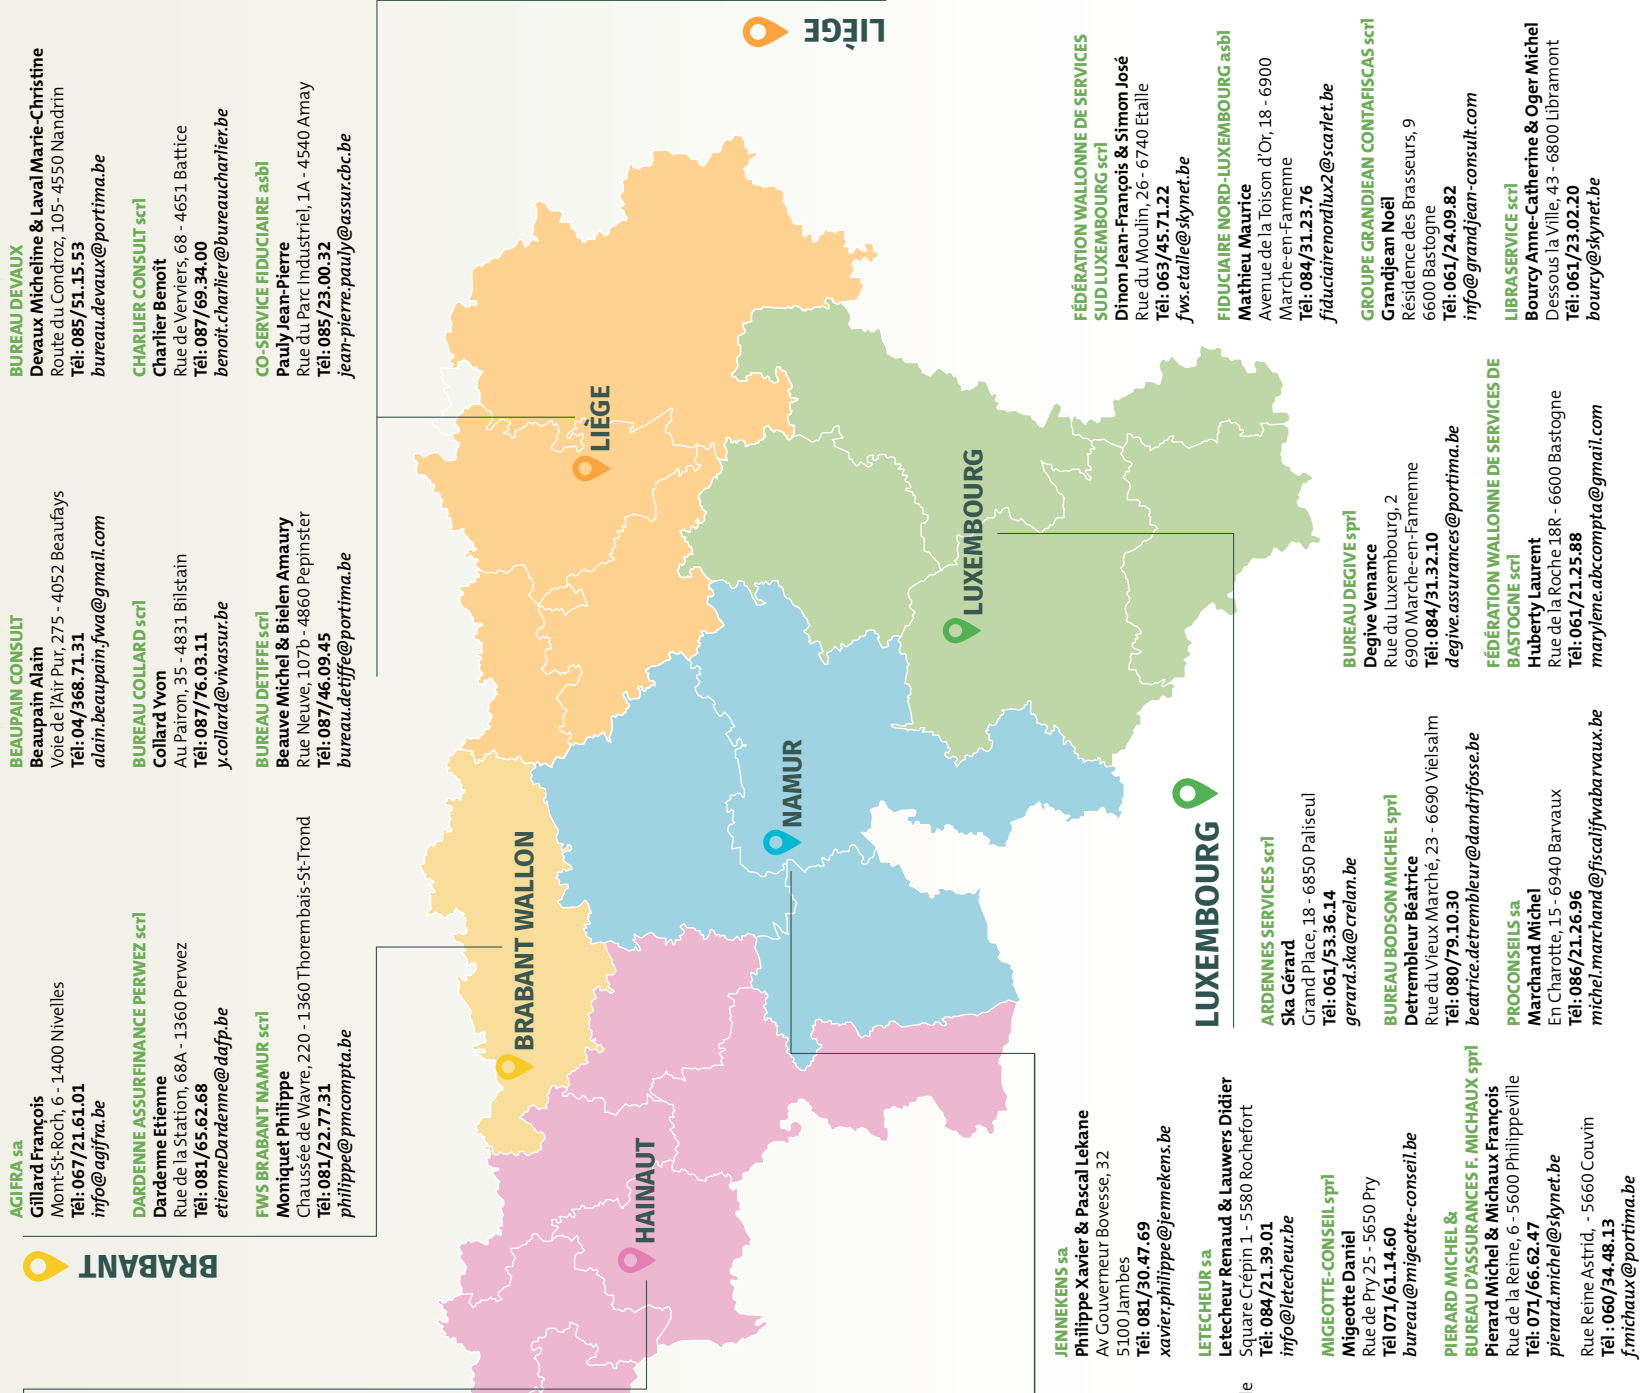 BRABANT
AGIFRA sa
Gillard François
Mont-St-Roch, 6 - 1400 Nivelles
Tél: 067/21.61.01
info@agifra.be
DARDENNE ASSURFINANCE PERWEZ scrl
Dardenne Etienne
Rue de la Station, 68A - 1360 Perwez
Tél: 081/65.62.68
etienneDardenne@dafp.be
FWS BRABANT NAMUR scrl
Moniquet Philippe
Chaussée de Wavre, 220 - 1360 Thorembais-St-Trond
Tél: 081/22.77.31
philippe@pmcompta.be
BEAUPAIN CONSULT
Beaupain Alain
Voie de l'Air Pur, 275 - 4052 Beaufays
Tél: 04/368.71.31
alain.beaupain.fwa@gmail.com
BUREAU COLLARD scrl
Collard Yvon
Au Pairon, 35 - 4831 Bilstain
Tél: 087/76.03.11
y.collard@vivassur.be
BUREAU DETIFFE scrl
Beauve Michel & Bielen Amaury
Rue Neuve, 107b - 4860 Pepinster
Tél: 087/46.09.45
bureau.detiffe@portima.be
BUREAU DEVAUX
Devaux Micheline & Laval Marie-Christine
Route du Condroz, 105- 4550 Nandrin
Tél: 085/51.15.53
bureau.devaux@portima.be
CHARLIER CONSULT scrl
Charlier Benoit
Rue de Verviers, 68 - 4651 Battice
Tél: 087/69.34.00
benoit.charlier@bureaucharlier.be
CO-SERVICE FIDUCIAIRE asbl
Pauly Jean-Pierre
Rue du Parc Industriel, 1A - 4540 Amay
Tél: 085/23.00.32
jean-pierre.pauly@assur.cbc.be
LIÈGE
BRABANT WALLON
LIÈGE
HAINAUT
NAMUR
LUXEMBOURG
JENNEKENS sa
Philippe Xavier & Pascal Lekane
Av Gouverneur Bovesse, 32
5100 Jambes
Tél: 081/30.47.69
xavier.philippe@jennekens.be
LETECHEUR sa
Letecheur Renaud & Lauwers Didier
Square Crépin 1 - 5580 Rochefort
Tél: 084/21.39.01
info@letecheur.be
MIGEOTTE-CONSEIL sprl
Migeotte Daniel
Rue de Pry 25 - 5650 Pry
Tél 071/61.14.60
bureau@migeotte-conseil.be
PIERARD MICHEL &
BUREAU D'ASSURANCES F. MICHAUX sprl
Pierard Michel & Michaux François
Rue de la Reine, 6 - 5600 Philippeville
Tél: 071/66.62.47
pierard.michel@skynet.be
Rue Reine Astrid, - 5660 Couvin
Tél : 060/34.48.13
f.michaux@portima.be
LUXEMBOURG
ARDENNES SERVICES scrl
Ska Gérard
Grand Place, 18 - 6850 Paliseul
Tél: 061/53.36.14
gerard.ska@crelan.be
BUREAU BODSON MICHEL sprl
Detrembleur Béatrice
Rue du Vieux Marché, 23 - 6690 Vielsalm
Tél: 080/79.10.30
beatrice.detrembleur@dandrifosse.be
PROCONSEILS sa
Marchand Michel
En Charotte, 15 - 6940 Barvaux
Tél: 086/21.26.96
michel.marchand@fiscalifwabarvaux.be
BUREAU DEGIVE sprl
Degive Venance
Rue du Luxembourg, 2
6900 Marche-en-Famenne
Tél: 084/31.32.10
degive.assurances@portima.be
FÉDÉRATION WALLONNE DE SERVICES DE
BASTOGNE scrl
Huberty Laurent
Rue de la Roche 18R - 6600 Bastogne
Tél: 061/21.25.88
marylene.abccompta@gmail.com
FÉDÉRATION WALLONNE DE SERVICES
SUD LUXEMBOURG scrl
Dinon Jean-François & Simon José
Rue du Moulin, 26 - 6740 Etalle
Tél: 063/45.71.22
fws.etalle@skynet.be
FIDUCIAIRE NORD-LUXEMBOURG asbl
Mathieu Maurice
Avenue de la Toison d'Or, 18 - 6900
Marche-en-Famenne
Tél: 084/31.23.76
fiduciairenordlux2@scarlet.be
GROUPE GRANDJEAN CONTAFISCAS scrl
Grandjean Noël
Résidence des Brasseurs, 9
6600 Bastogne
Tél: 061/24.09.82
info@grandjean-consult.com
LIBRASERVICE scrl
Bourcy Anne-Catherine & Oger Michel
Dessous la Ville, 43 - 6800 Libramont
Tél: 061/23.02.20
bourcy@skynet.be